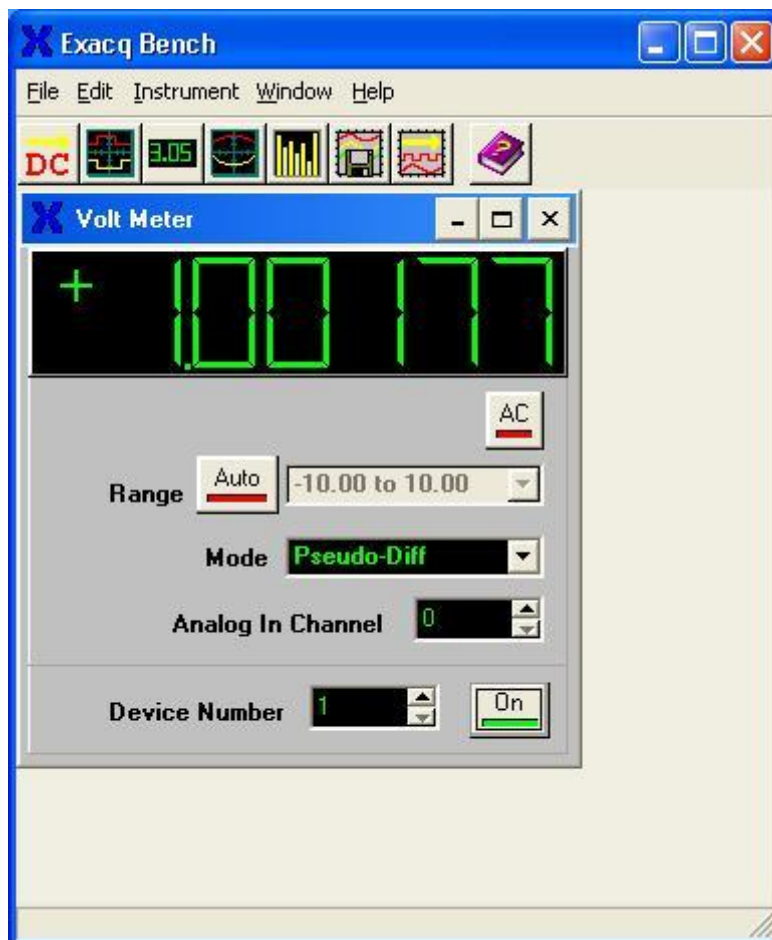 Exacq Bench
File Edit Instrument Window Help
DC 3.05 ?
Volt Meter
+ 1.00177
AC
Range Auto -10.00 to 10.00
Mode Pseudo-Diff
Analog In Channel 0
Device Number 1 On